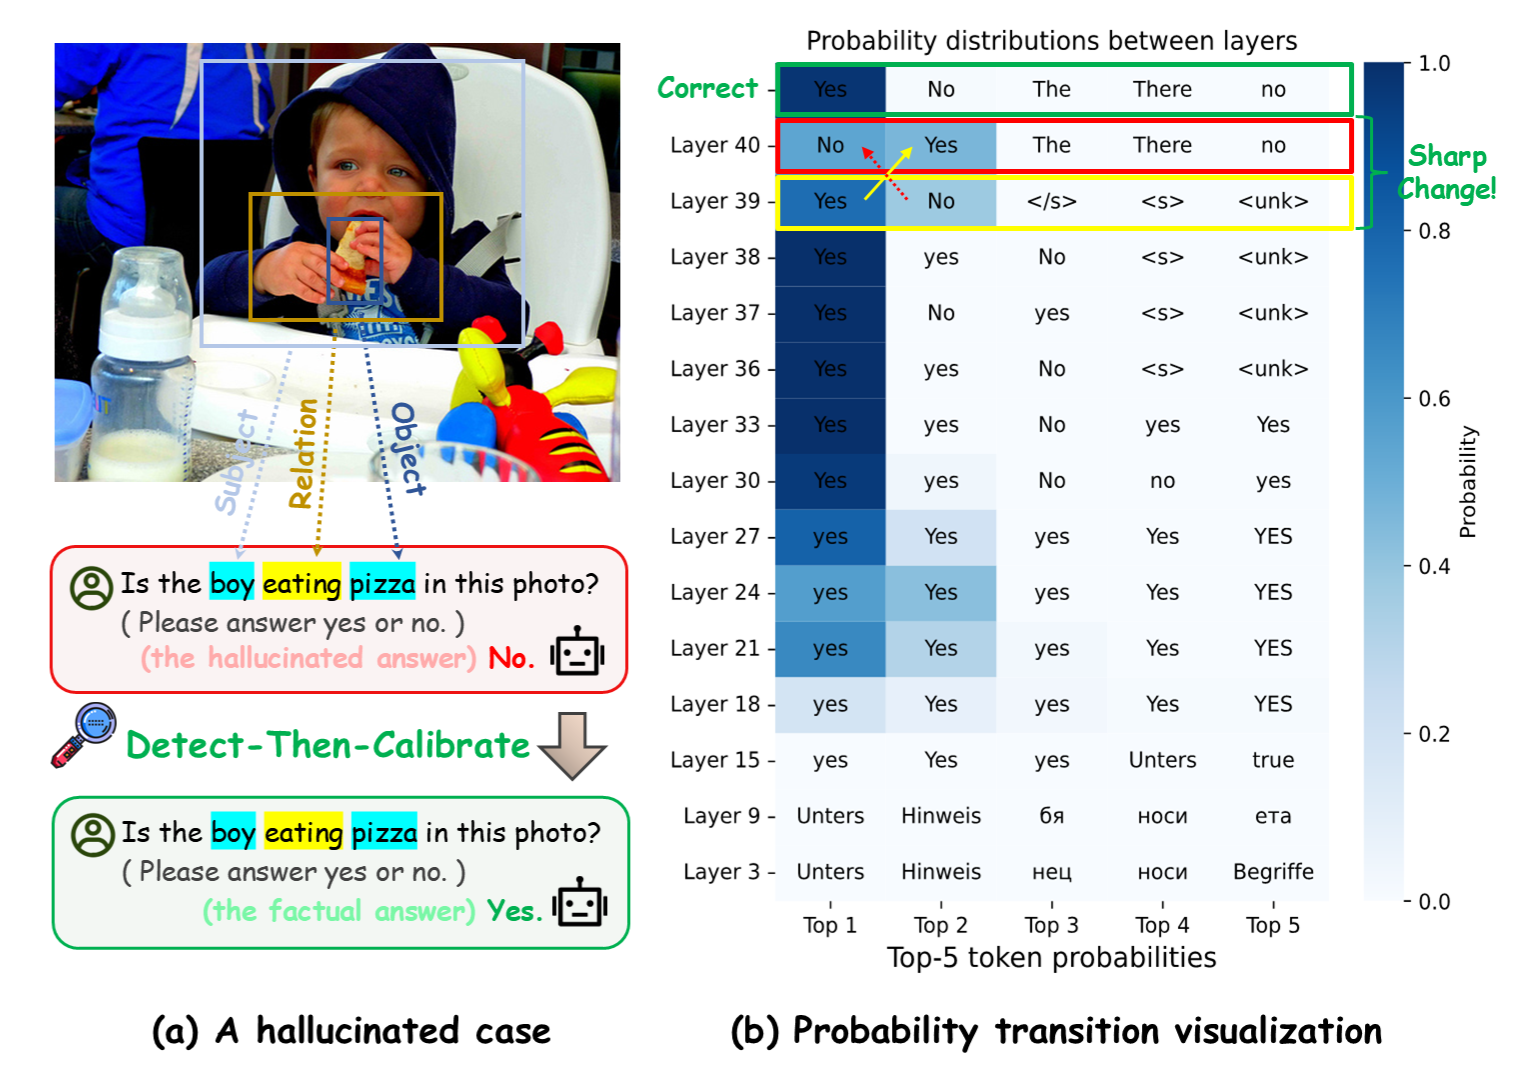 Subject
Relation
Object
Is the boy eating pizza in this photo?
( Please answer yes or no. )
(the hallucinated answer) No.
Detect-Then-Calibrate
Is the boy eating pizza in this photo?
( Please answer yes or no. )
(the factual answer) Yes.
(a) A hallucinated case
Probability distributions between layers
Correct Yes No The There no
Layer 40 No Yes The There no
Layer 39 Yes No </s> <s> <unk>
Layer 38 Yes yes No <s> <unk>
Layer 37 Yes No yes <s> <unk>
Layer 36 Yes yes No <s> <unk>
Layer 33 Yes yes No yes Yes
Layer 30 Yes yes No no yes
Layer 27 yes Yes yes Yes YES
Layer 24 yes Yes yes Yes YES
Layer 21 yes Yes yes Yes YES
Layer 18 yes Yes yes Yes YES
Layer 15 yes Yes yes Unters true
Layer 9 Unters Hinweis бя носи ета
Layer 3 Unters Hinweis нец носи Begriffe
Top 1 Top 2 Top 3 Top 4 Top 5
Top-5 token probabilities
Sharp
Change!
1.0
0.8
0.6
0.4
0.2
0.0
Probability
(b) Probability transition visualization